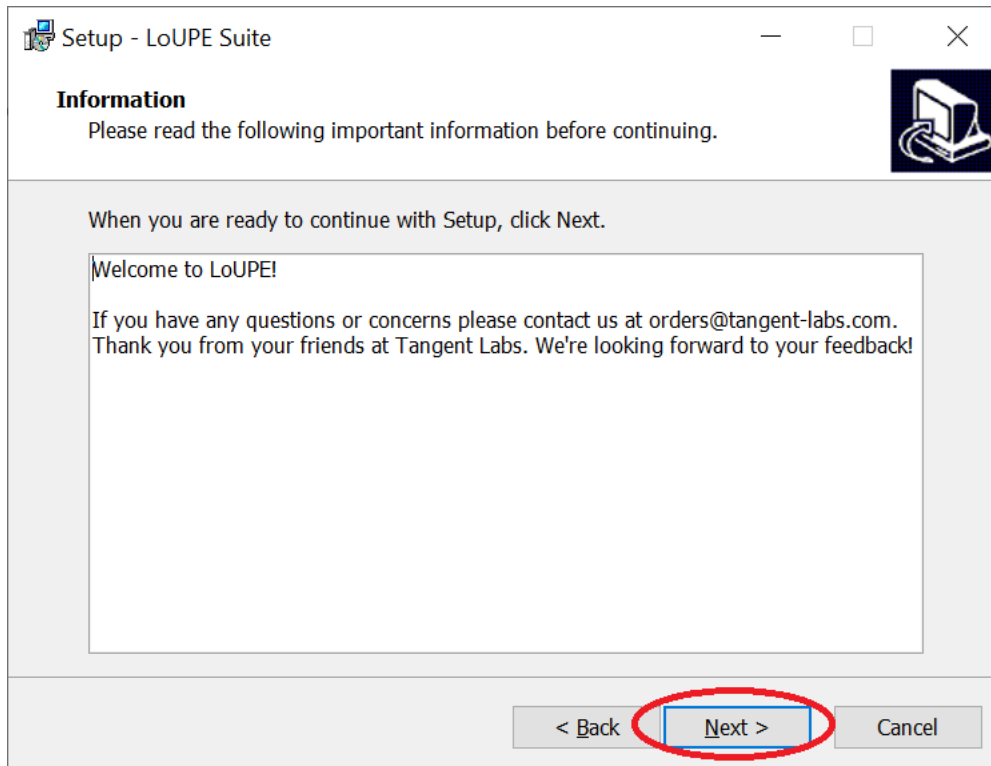 Setup - LoUPE Suite
Information
Please read the following important information before continuing.
When you are ready to continue with Setup, click Next.
Welcome to LoUPE!
If you have any questions or concerns please contact us at orders@tangent-labs.com.
Thank you from your friends at Tangent Labs. We're looking forward to your feedback!
< Back Next > Cancel